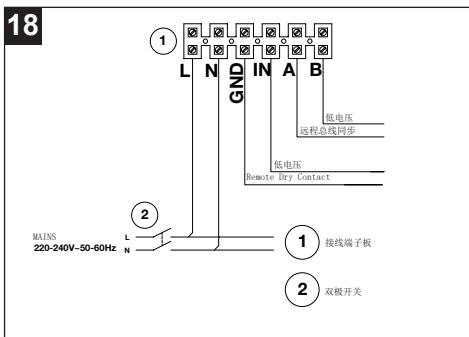 18
1
L N GND IN A B
低电压
远程总线同步
低电压
Remote Dry Contact
2
MAINS L
220-240V~50-60Hz N
1 接线端子板
2 双极开关